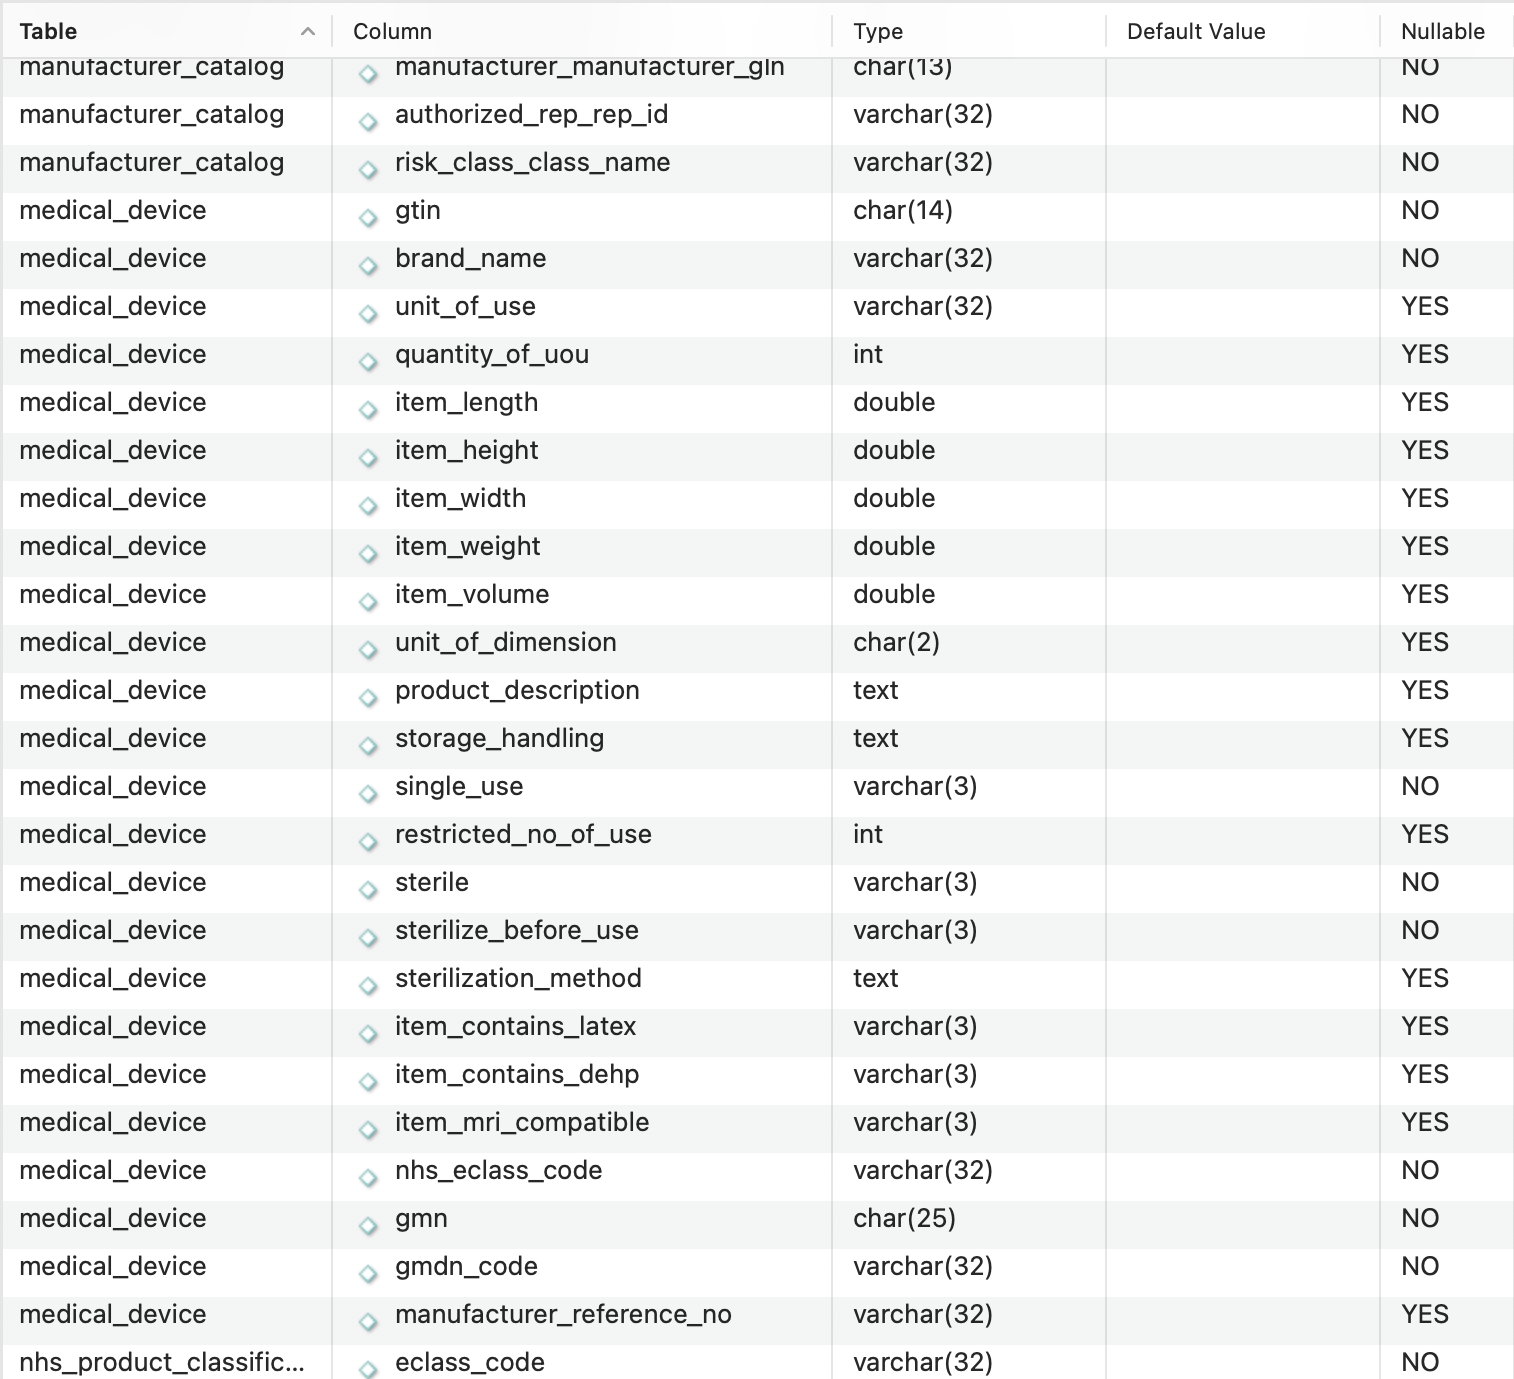 Table Column Type Default Value Nullable
manufacturer_catalog manufacturer_manufacturer_gln char(13) NO
manufacturer_catalog authorized_rep_rep_id varchar(32) NO
manufacturer_catalog risk_class_class_name varchar(32) NO
medical_device gtin char(14) NO
medical_device brand_name varchar(32) NO
medical_device unit_of_use varchar(32) YES
medical_device quantity_of_uou int YES
medical_device item_length double YES
medical_device item_height double YES
medical_device item_width double YES
medical_device item_weight double YES
medical_device item_volume double YES
medical_device unit_of_dimension char(2) YES
medical_device product_description text YES
medical_device storage_handling text YES
medical_device single_use varchar(3) NO
medical_device restricted_no_of_use int YES
medical_device sterile varchar(3) NO
medical_device sterilize_before_use varchar(3) NO
medical_device sterilization_method text YES
medical_device item_contains_latex varchar(3) YES
medical_device item_contains_dehp varchar(3) YES
medical_device item_mri_compatible varchar(3) YES
medical_device nhs_eclass_code varchar(32) NO
medical_device gmn char(25) NO
medical_device gmdn_code varchar(32) NO
medical_device manufacturer_reference_no varchar(32) YES
nhs_product_classific... eclass_code varchar(32) NO